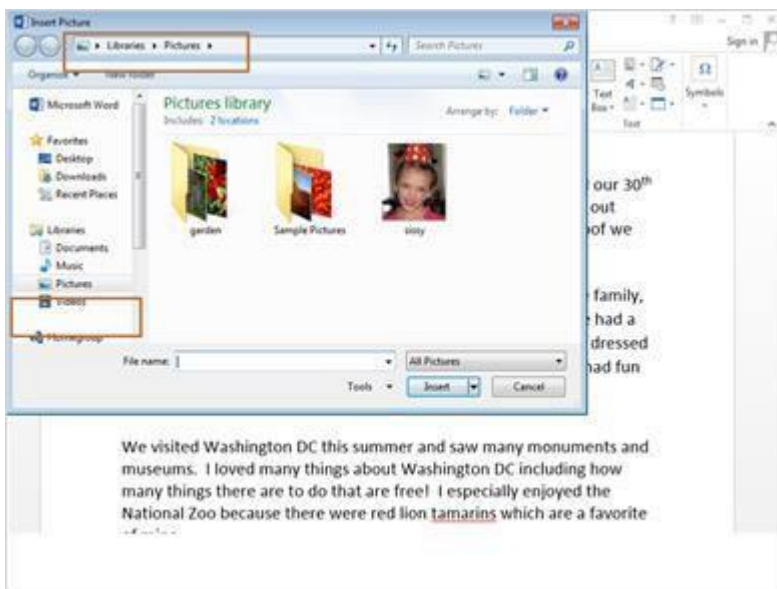 Insert Picture
Libraries Pictures
Search Pictures
Sign in
Organize New folder
Microsoft Word
Favorites
Desktop
Downloads
Recent Places
Libraries
Documents
Music
Pictures
Videos
Homegroup
Pictures library
Includes: 2 locations
Arrange by: Folder
garden
Sample Pictures
sissy
Text
Box
Symbols
Text
File name:
All Pictures
Tools
Insert
Cancel
our 30th
out
of we
family,
had a
dressed
had fun
We visited Washington DC this summer and saw many monuments and
museums. I loved many things about Washington DC including how
many things there are to do that are free! I especially enjoyed the
National Zoo because there were red lion tamarins which are a favorite